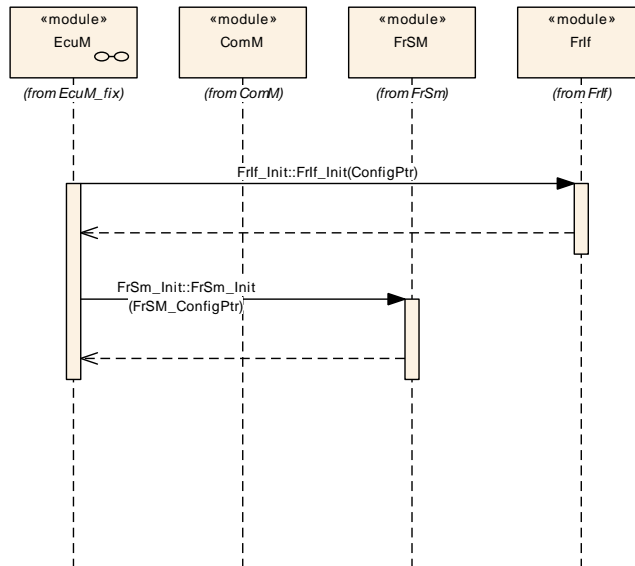 «module»
EcuM
«module»
ComM
«module»
FrSM
«module»
FrIf
(from EcuM_fix)
(from ComM)
(from FrSm)
(from FrIf)
FrIf_Init::FrIf_Init(ConfigPtr)
FrSm_Init::FrSm_Init
(FrSM_ConfigPtr)